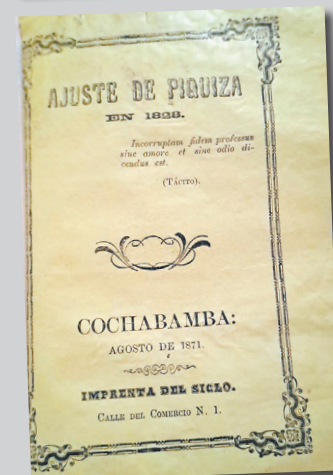 AJUSTE DE PIQUIZA
EN 1828.
Incorruptam fidem professus
sine amore et sine odio di-
cendus est.
(TÁCITO).
COCHABAMBA:
AGOSTO DE 1871.
IMPRENTA DEL SIGLO.
CALLE DEL COMERCIO N. 1.